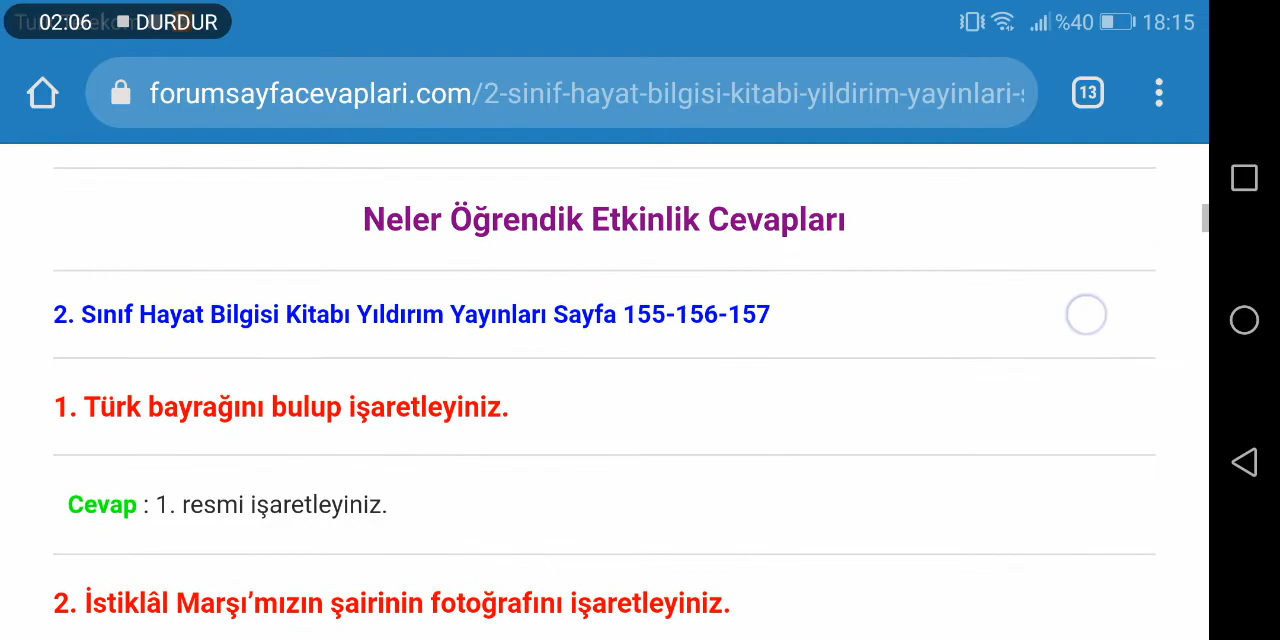 02:06 DURDUR
%40 18:15
forumsayfacevaplari.com/2-sinif-hayat-bilgisi-kitabi-yildirim-yayinlari-
13
Neler Öğrendik Etkinlik Cevapları
2. Sınıf Hayat Bilgisi Kitabı Yıldırım Yayınları Sayfa 155-156-157
1. Türk bayrağını bulup işaretleyiniz.
Cevap : 1. resmi işaretleyiniz.
2. İstiklâl Marşı’mızın şairinin fotoğrafını işaretleyiniz.